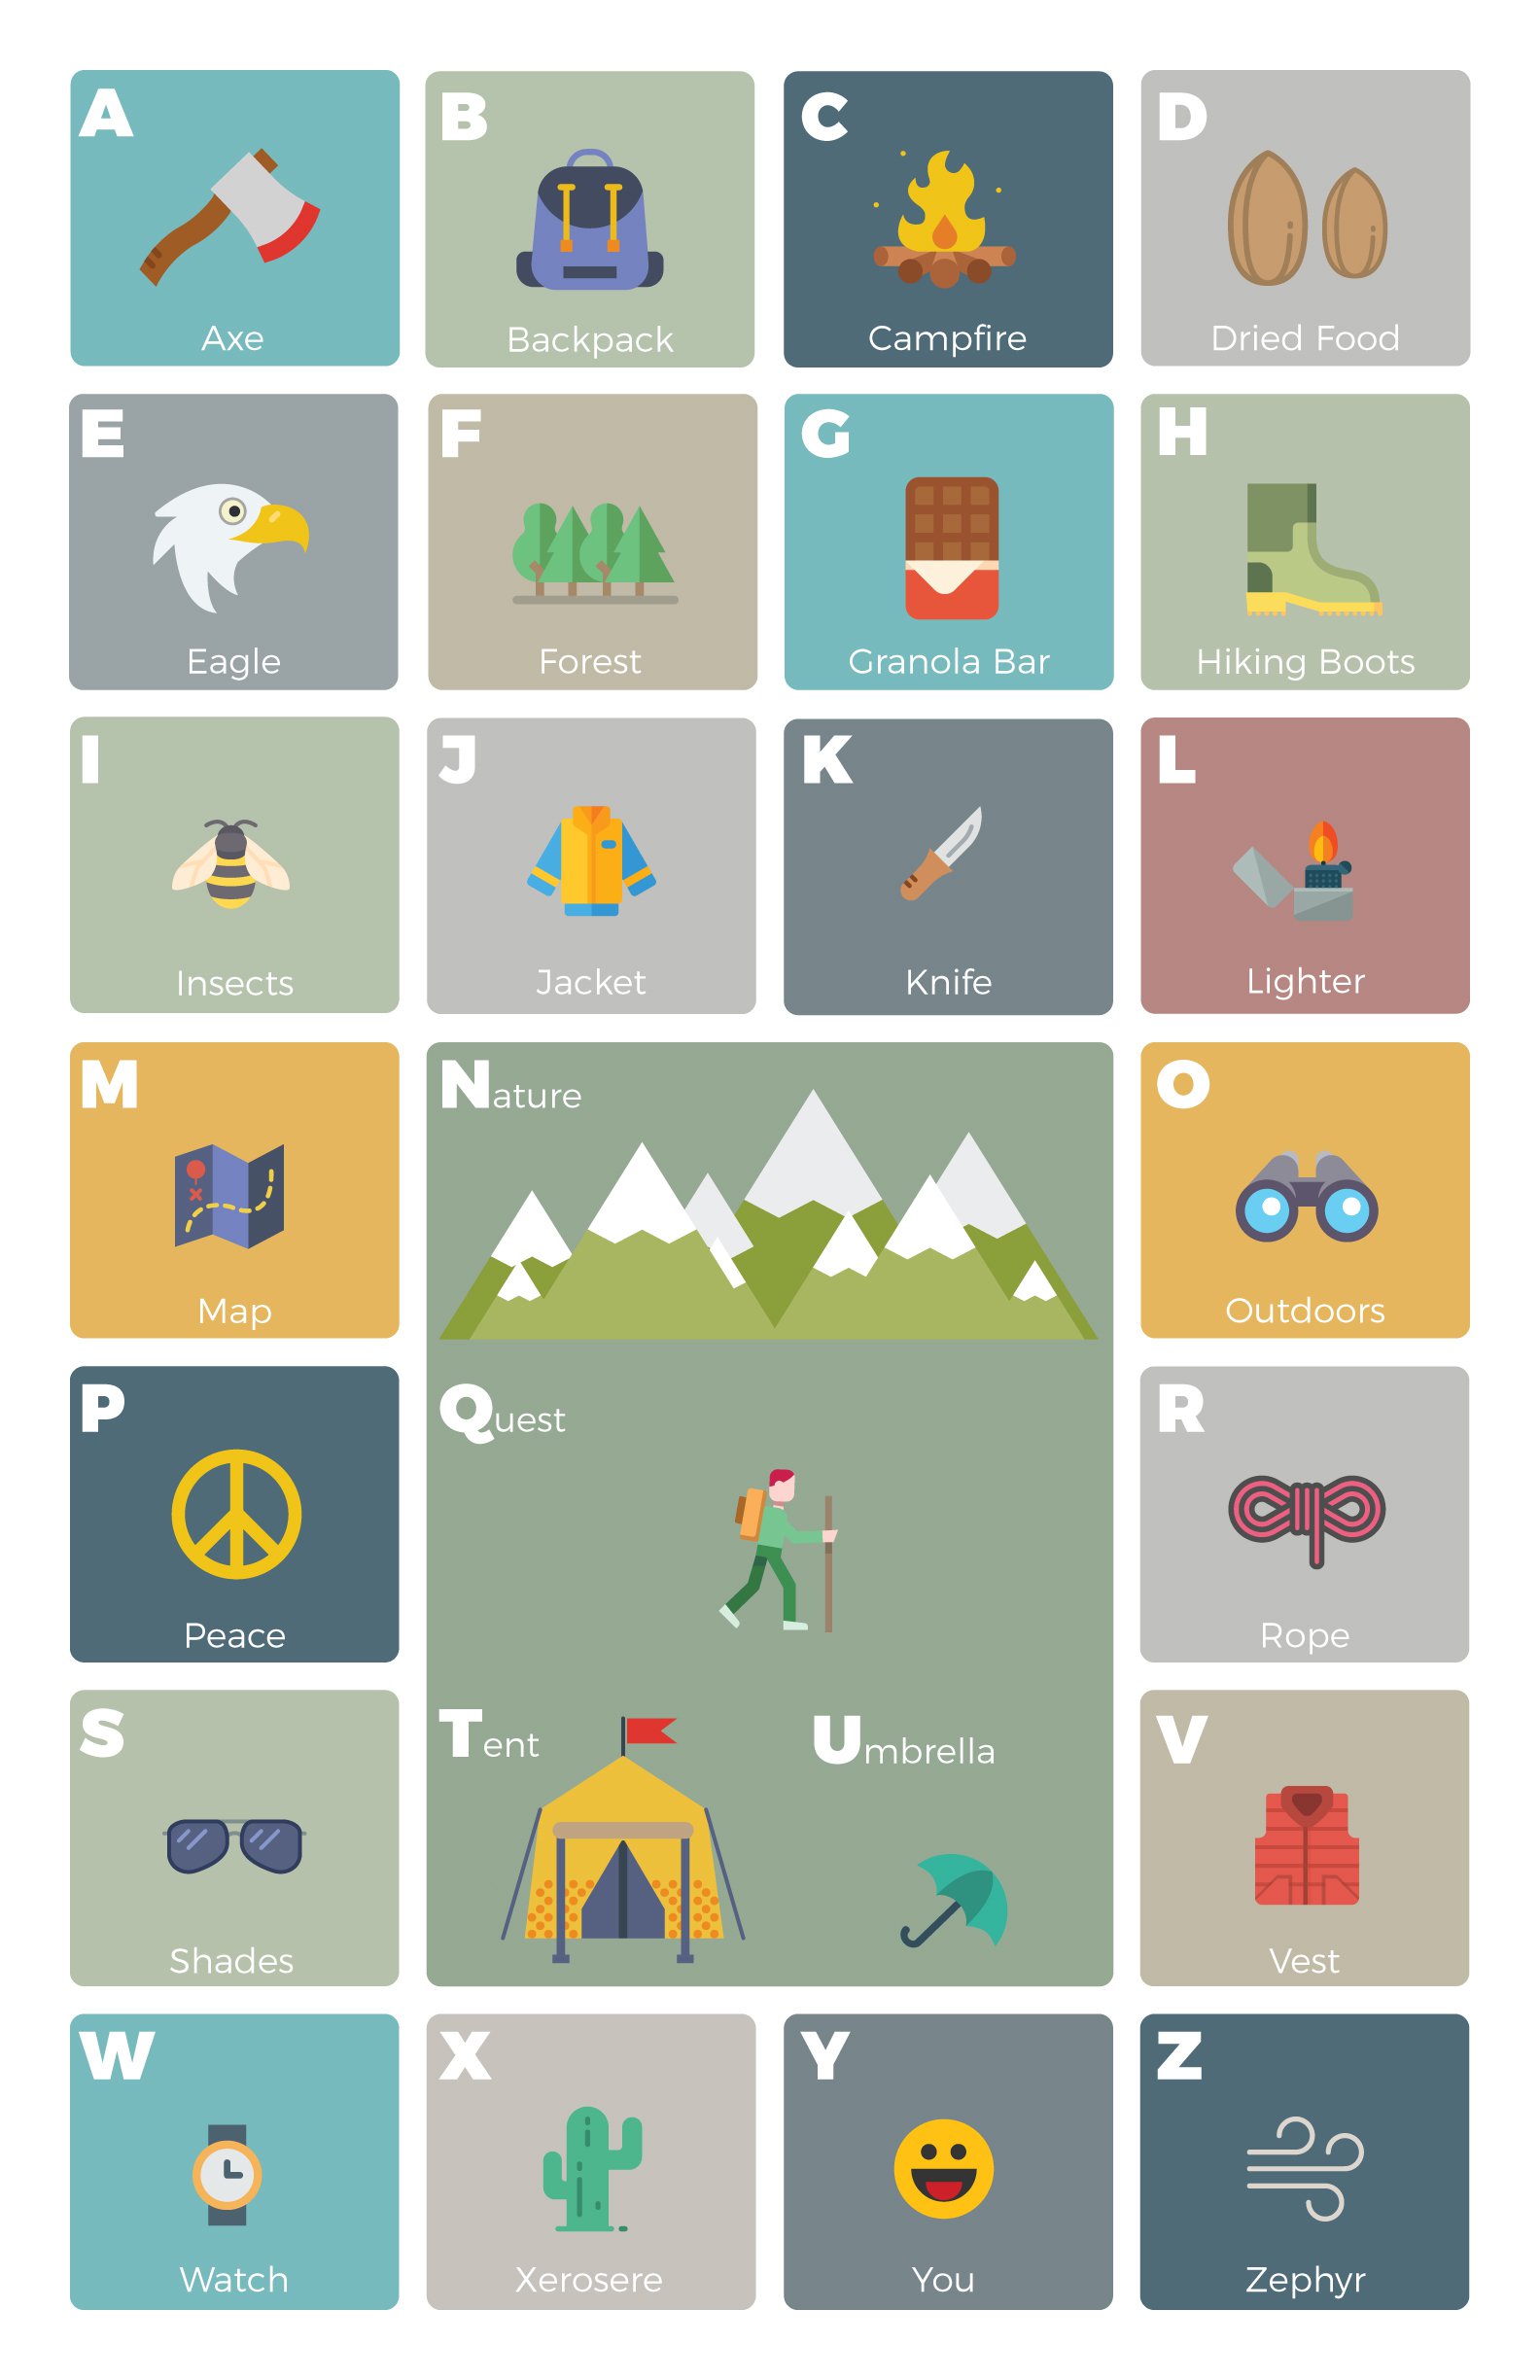 A
Axe
B
Backpack
C
Campfire
D
Dried Food
E
Eagle
F
Forest
G
Granola Bar
H
Hiking Boots
I
Insects
J
Jacket
K
Knife
L
Lighter
M
Map
Nature
O
Outdoors
P
Peace
Quest
R
Rope
S
Shades
Tent
Umbrella
V
Vest
W
Watch
X
Xerosere
Y
You
Z
Zephyr